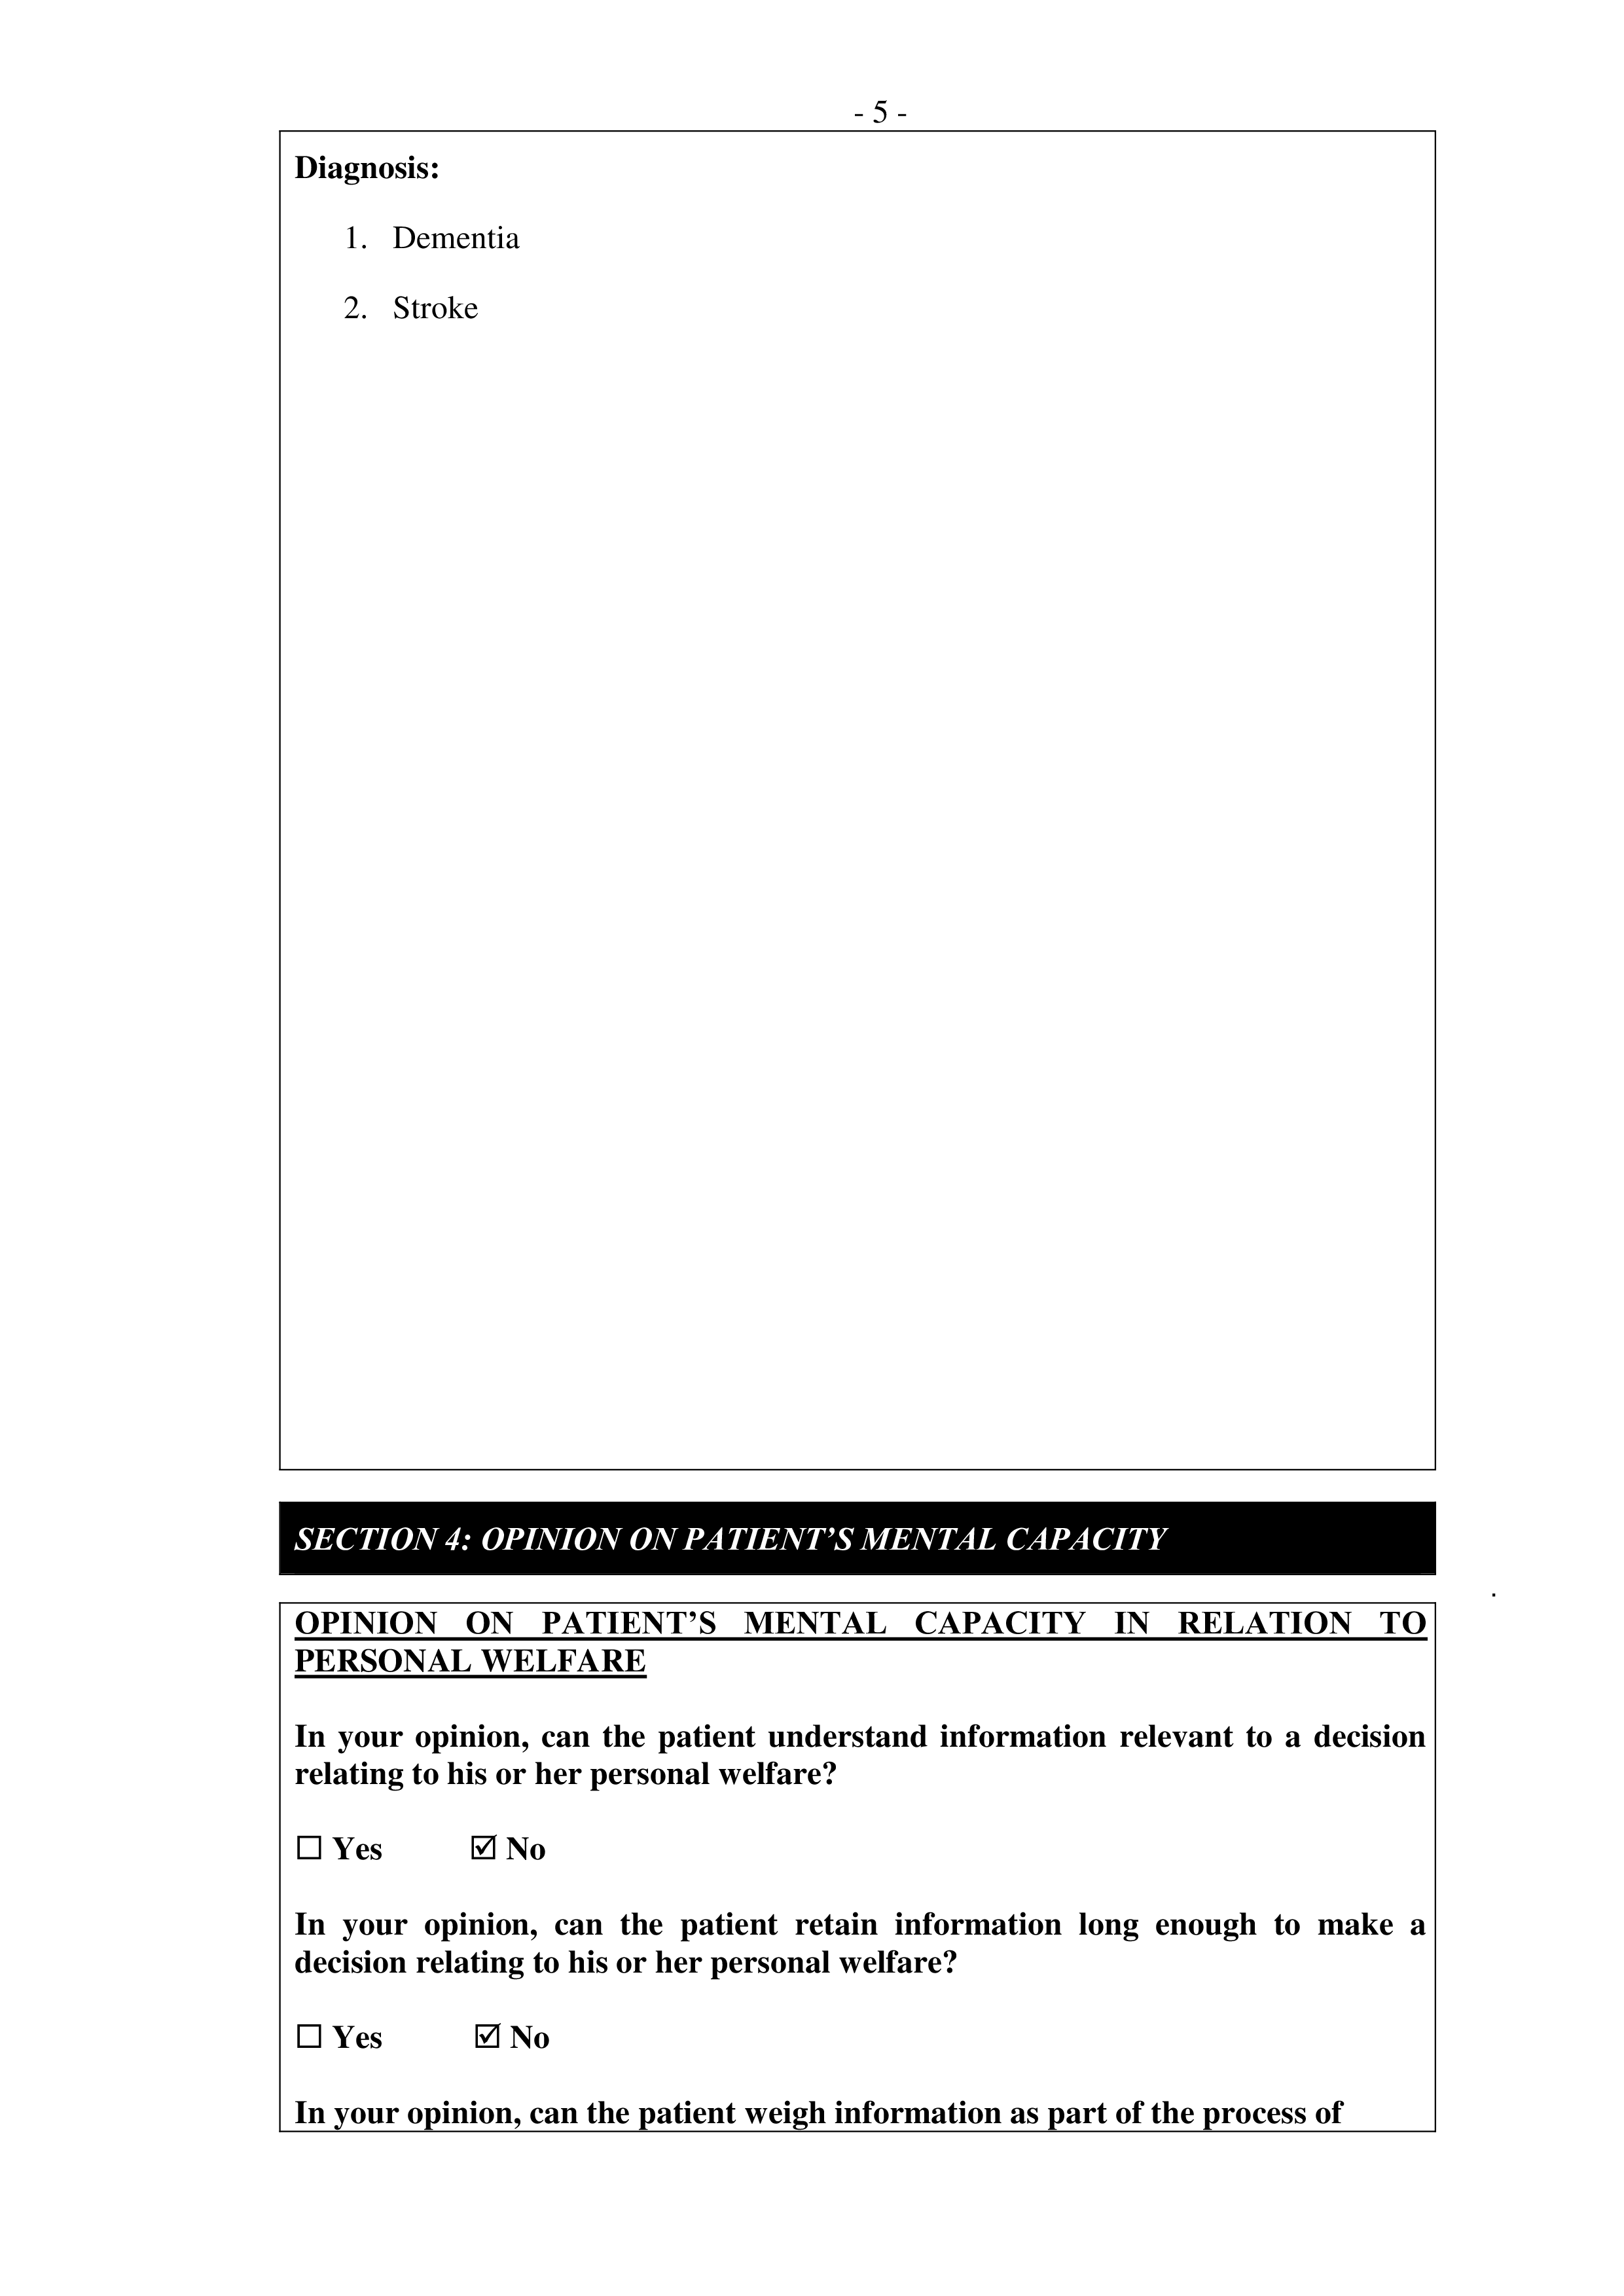 - 5 -
Diagnosis:
1. Dementia
2. Stroke
SECTION 4: OPINION ON PATIENT’S MENTAL CAPACITY
OPINION ON PATIENT’S MENTAL CAPACITY IN RELATION TO
PERSONAL WELFARE
In your opinion, can the patient understand information relevant to a decision
relating to his or her personal welfare?
☐ Yes ☑ No
In your opinion, can the patient retain information long enough to make a
decision relating to his or her personal welfare?
☐ Yes ☑ No
In your opinion, can the patient weigh information as part of the process of